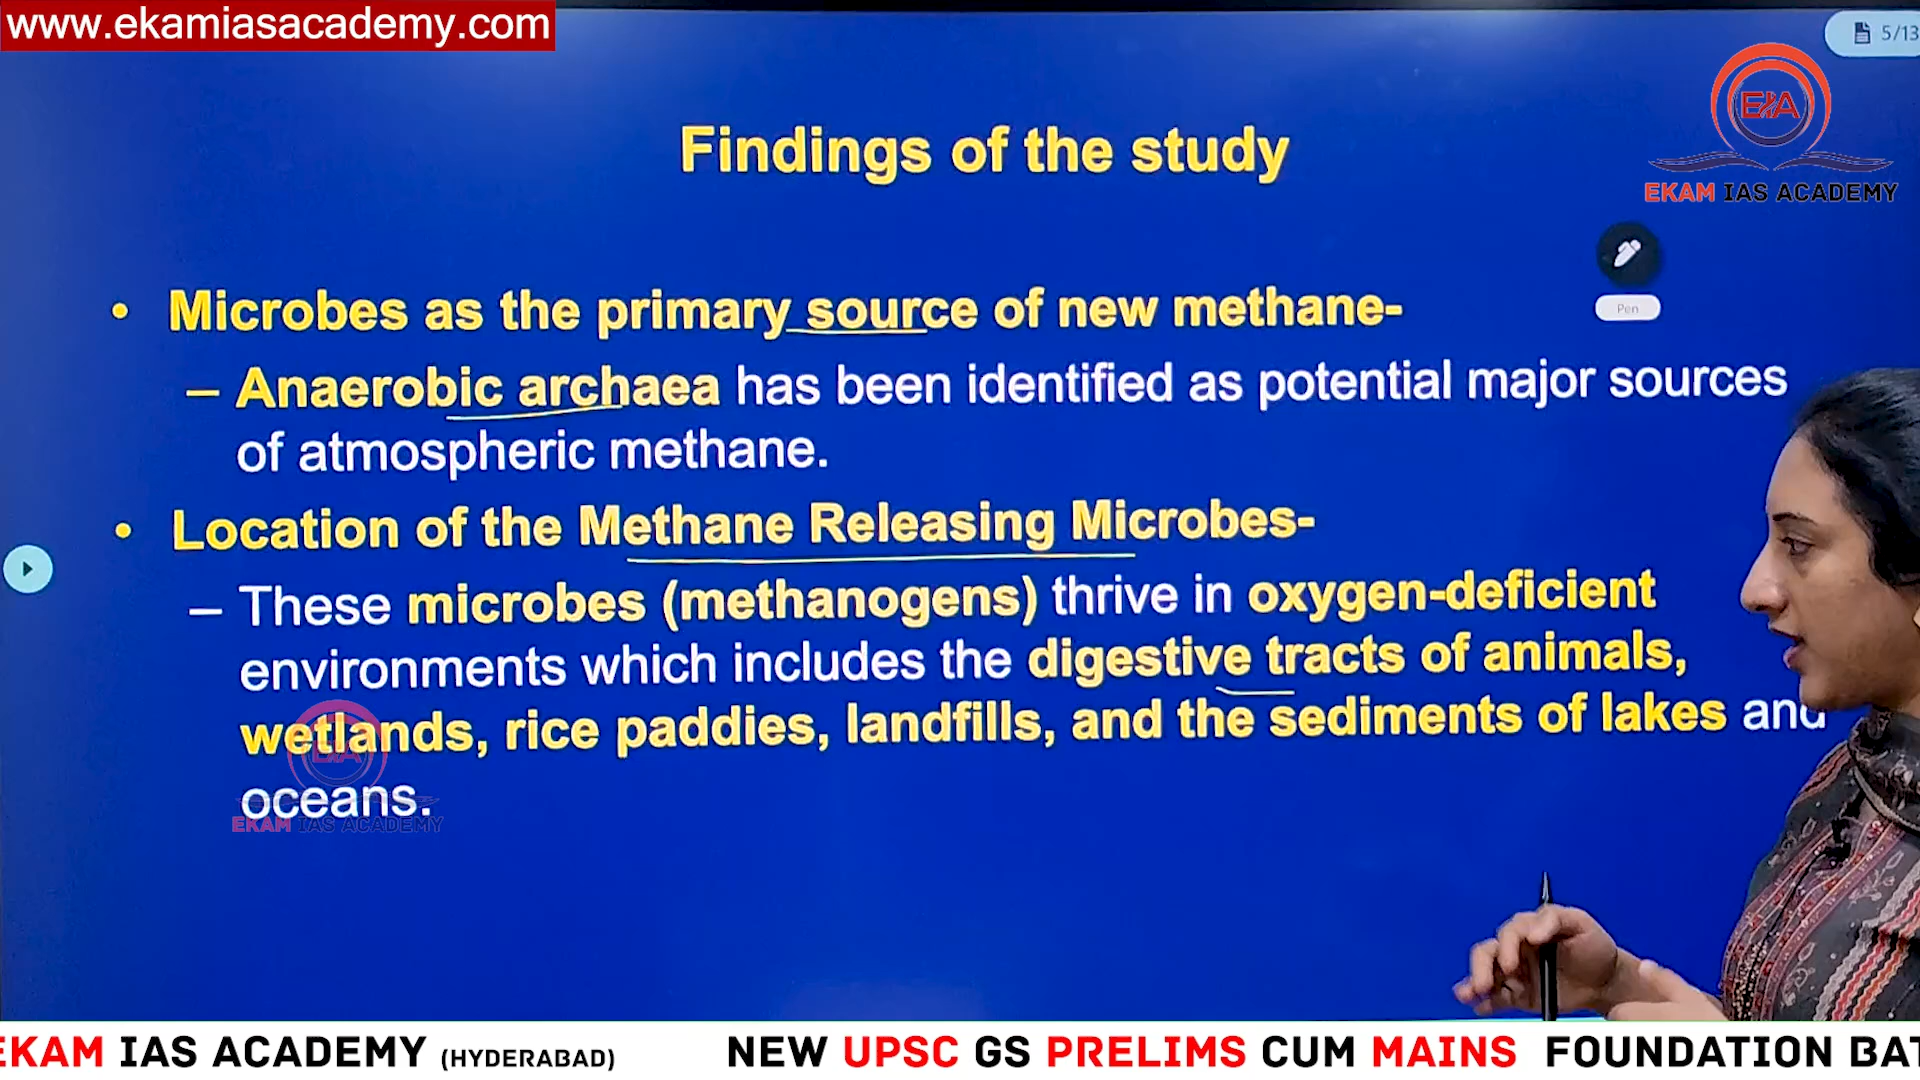 www.ekamiasacademy.com
5/13
EIA
EKAM IAS ACADEMY
Findings of the study
Pen
• Microbes as the primary source of new methane-
– Anaerobic archaea has been identified as potential major sources
of atmospheric methane.
• Location of the Methane Releasing Microbes-
– These microbes (methanogens) thrive in oxygen-deficient
environments which includes the digestive tracts of animals,
wetlands, rice paddies, landfills, and the sediments of lakes and
oceans.
EIA
EKAM IAS ACADEMY
EKAM IAS ACADEMY (HYDERABAD) NEW UPSC GS PRELIMS CUM MAINS FOUNDATION BAT